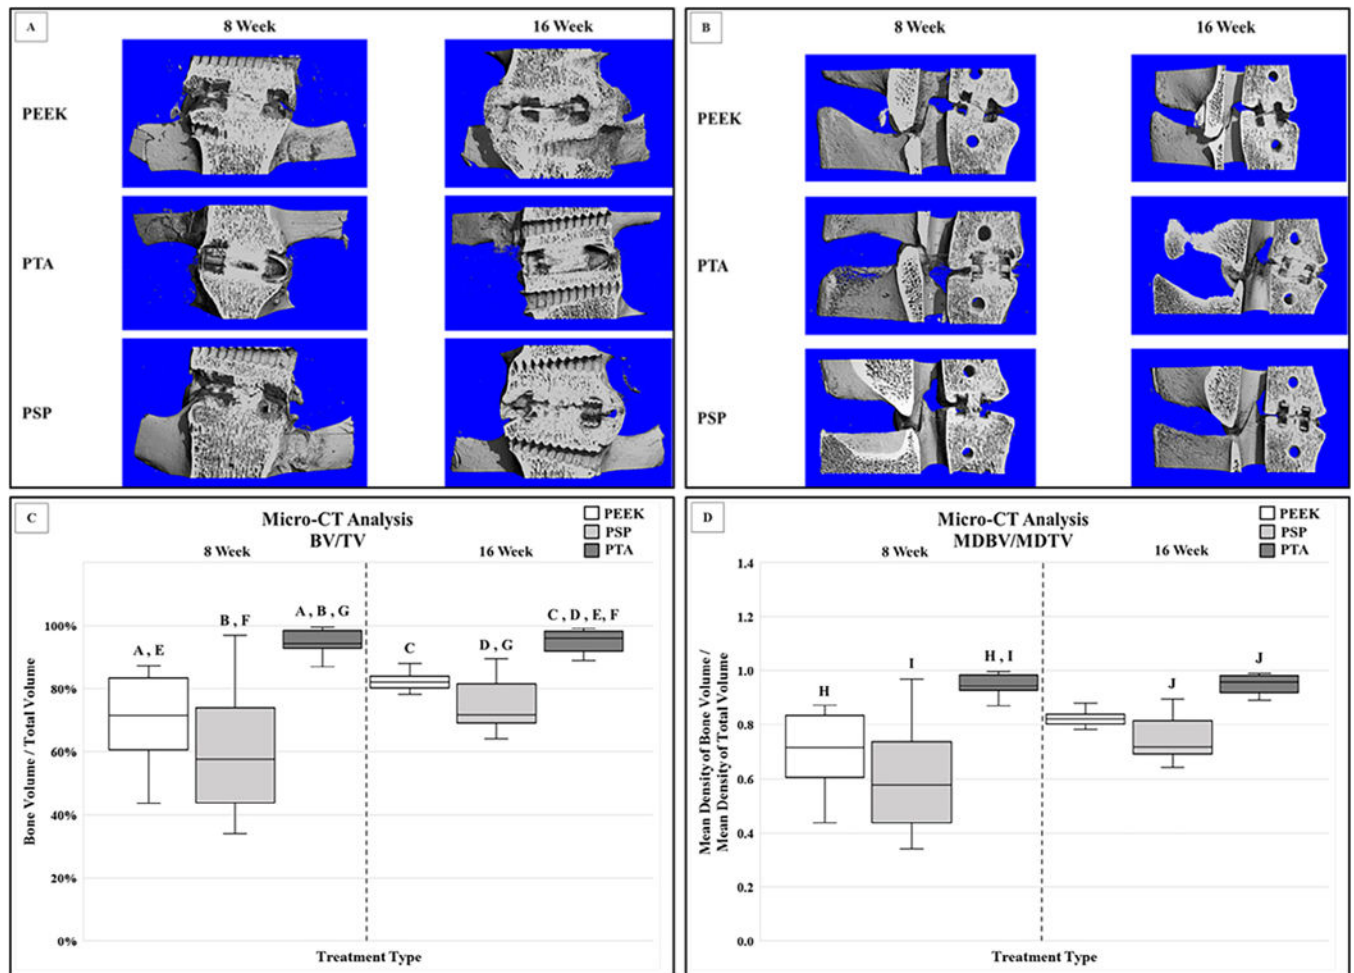 A
8 Week
16 Week
PEEK
PTA
PSP
B
8 Week
16 Week
PEEK
PTA
PSP
C
Micro-CT Analysis
BV/TV
PEEK
PSP
PTA
8 Week
16 Week
Bone Volume / Total Volume
100%
80%
60%
40%
20%
0%
A , E
B , F
A , B , G
C
D , G
C , D , E, F
Treatment Type
D
Micro-CT Analysis
MDBV/MDTV
PEEK
PSP
PTA
8 Week
16 Week
Mean Density of Bone Volume /
Mean Density of Total Volume
1.4
1.2
1.0
0.8
0.6
0.4
0.2
0.0
H
I
H , I
J
J
Treatment Type